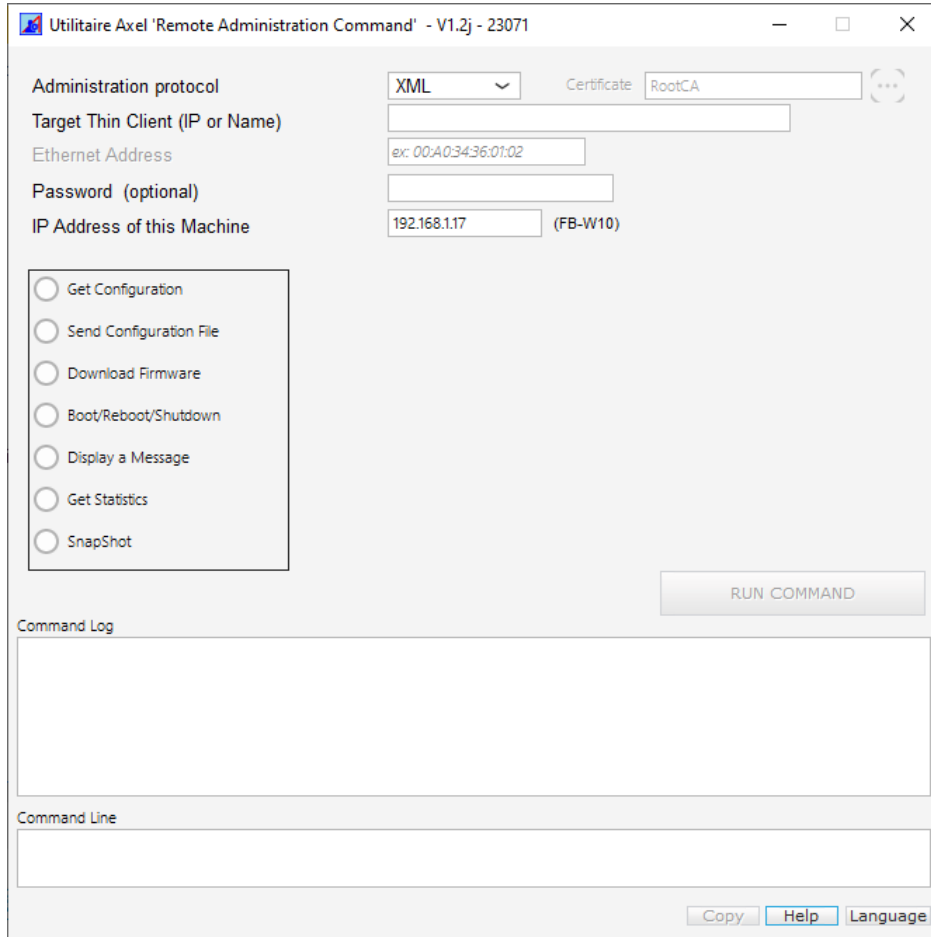 Utilitaire Axel 'Remote Administration Command' - V1.2j - 23071
Administration protocol XML Certificate RootCA ...
Target Thin Client (IP or Name)
Ethernet Address ex: 00:A0:34:36:01:02
Password (optional)
IP Address of this Machine 192.168.1.17 (FB-W10)
Get Configuration
Send Configuration File
Download Firmware
Boot/Reboot/Shutdown
Display a Message
Get Statistics
SnapShot
RUN COMMAND
Command Log
Command Line
Copy Help Language